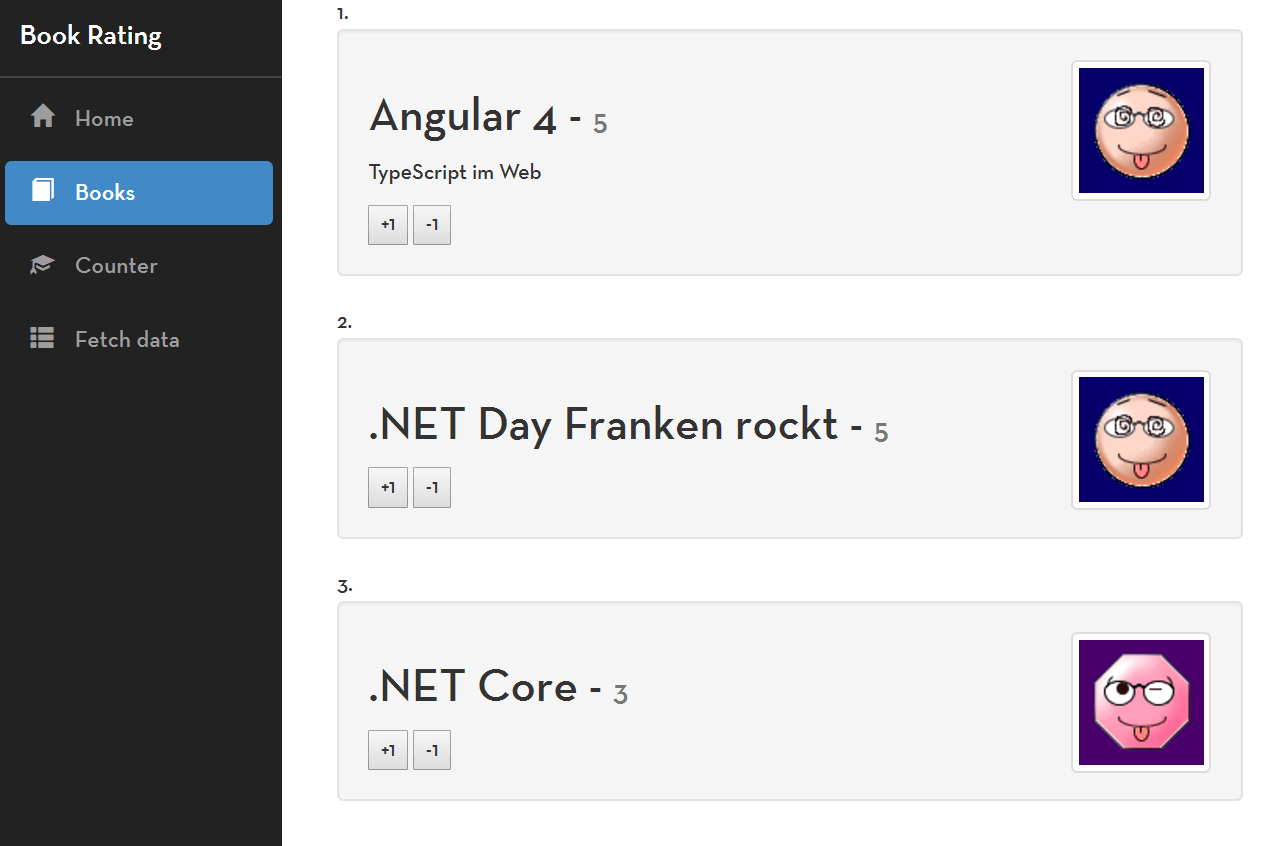 Book Rating
Home
Books
Counter
Fetch data
1.
Angular 4 - 5
TypeScript im Web
+1 -1
2.
.NET Day Franken rockt - 5
+1 -1
3.
.NET Core - 3
+1 -1